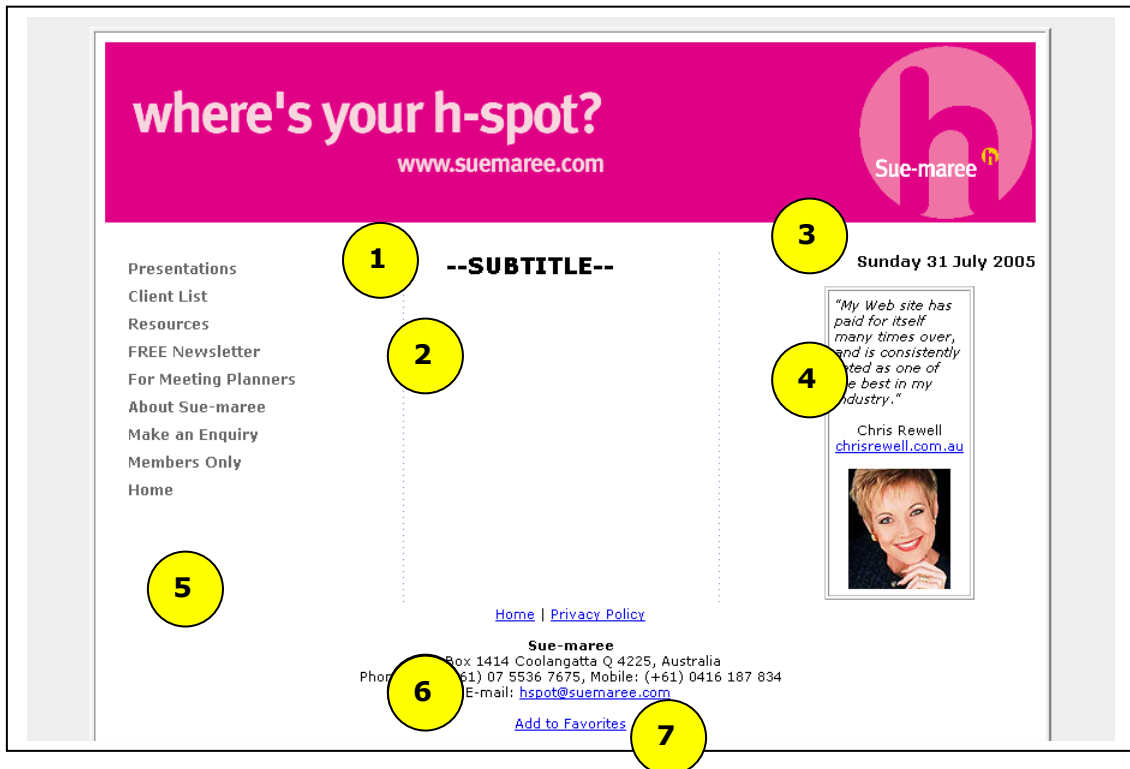 where's your h-spot?
www.suemaree.com
h
Sue-maree h
1
--SUBTITLE--
3
Sunday 31 July 2005
Presentations
Client List
Resources
FREE Newsletter
For Meeting Planners
About Sue-maree
Make an Enquiry
Members Only
Home
2
"My Web site has
paid for itself
many times over,
and is consistently
as one of
best in my
industry."
4
Chris Rewell
chrisrewell.com.au
5
Home | Privacy Policy
Sue-maree
Box 1414 Coolangatta Q 4225, Australia
07 5536 7675, Mobile: (+61) 0416 187 834
E-mail: hspot@suemaree.com
6
Add to Favorites
7